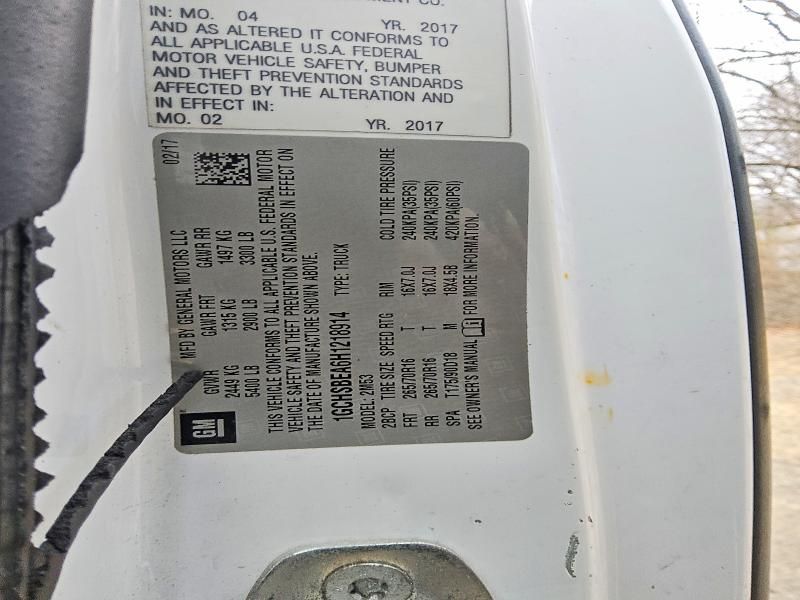 MENT CO.
IN: MO. 04 YR. 2017
AND AS ALTERED IT CONFORMS TO
ALL APPLICABLE U.S.A. FEDERAL
MOTOR VEHICLE SAFETY, BUMPER
AND THEFT PREVENTION STANDARDS
AFFECTED BY THE ALTERATION AND
IN EFFECT IN:
MO. 02 YR. 2017
GM
MFD BY GENERAL MOTORS LLC 02/17
GVWR GAWR FRT GAWR RR
2449 KG 1315 KG 1497 KG
5400 LB 2900 LB 3300 LB
THIS VEHICLE CONFORMS TO ALL APPLICABLE U.S. FEDERAL MOTOR
VEHICLE SAFETY AND THEFT PREVENTION STANDARDS IN EFFECT ON
THE DATE OF MANUFACTURE SHOWN ABOVE.
1GCHSBEA6H1218914 TYPE: TRUCK
MODEL: 2M53
28CP TIRE SIZE SPEED RTG RIM COLD TIRE PRESSURE
FRT 265/70R16 T 16X7.0J 240KPA(35PSI)
RR 265/70R16 T 16X7.0J 240KPA(35PSI)
SPA T175/90D18 M 18X4.5B 420KPA(60PSI)
SEE OWNER'S MANUAL FOR MORE INFORMATION.